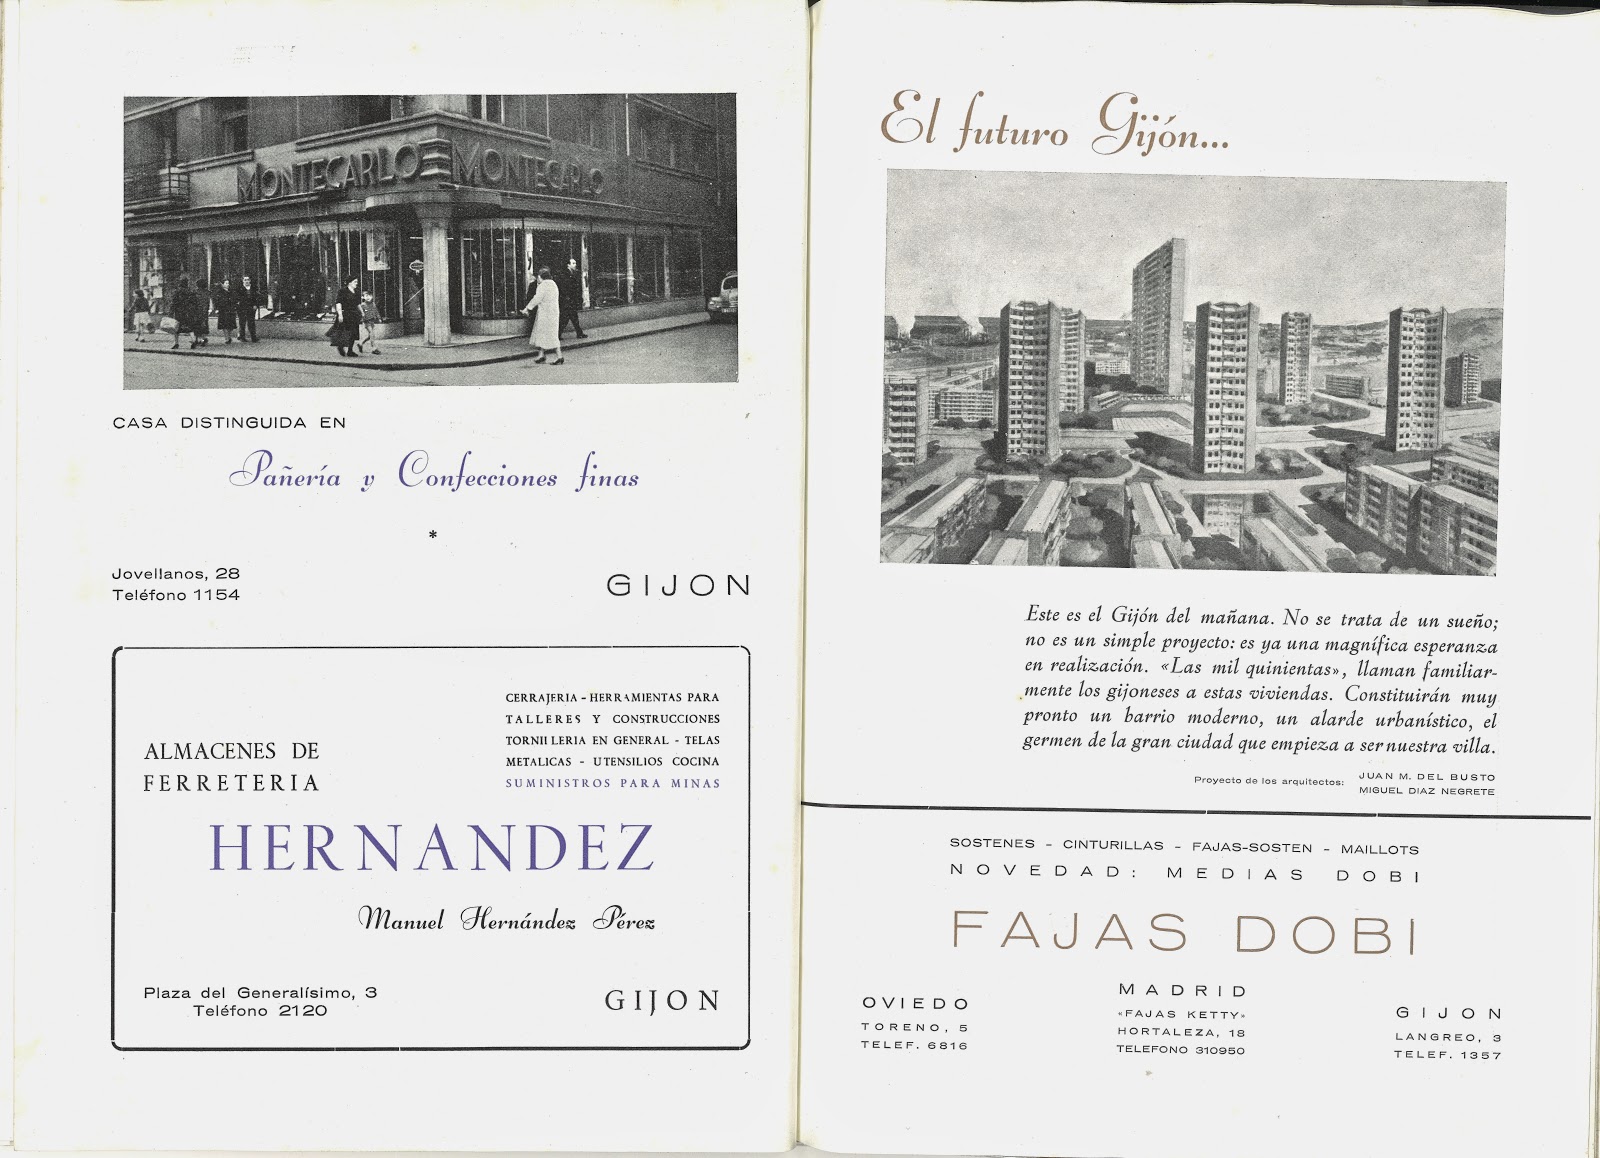 MONTECARLO MONTECARLO
CASA DISTINGUIDA EN
Pañería y Confecciones finas
*
Jovellanos, 28
Teléfono 1154
GIJON
ALMACENES DE
FERRETERIA
CERRAJERIA - HERRAMIENTAS PARA
TALLERES Y CONSTRUCCIONES
TORNILLERIA EN GENERAL - TELAS
METALICAS - UTENSILIOS COCINA
SUMINISTROS PARA MINAS
HERNANDEZ
Manuel Hernández Pérez
Plaza del Generalísimo, 3
Teléfono 2120
GIJON
El futuro Gijón...
Este es el Gijón del mañana. No se trata de un sueño;
no es un simple proyecto: es ya una magnífica esperanza
en realización. «Las mil quinientas», llaman familiar-
mente los gijoneses a estas viviendas. Constituirán muy
pronto un barrio moderno, un alarde urbanístico, el
germen de la gran ciudad que empieza a ser nuestra villa.
Proyecto de los arquitectos: JUAN M. DEL BUSTO
MIGUEL DIAZ NEGRETE
SOSTENES - CINTURILLAS - FAJAS-SOSTEN - MAILLOTS
NOVEDAD: MEDIAS DOBI
FAJAS DOBI
OVIEDO
TORENO, 5
TELEF. 6816
MADRID
«FAJAS KETTY»
HORTALEZA, 18
TELEFONO 310950
GIJON
LANGREO, 3
TELEF. 1357